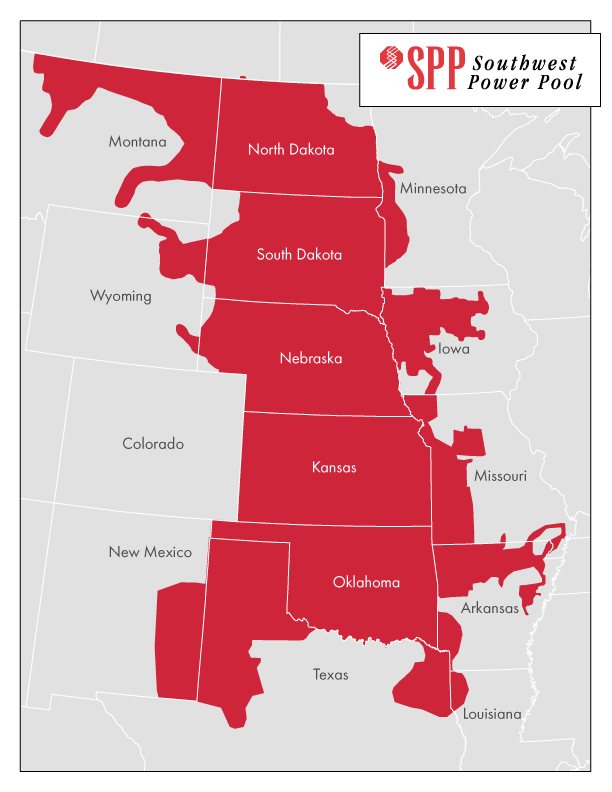 SPP Southwest
Power Pool
Montana
North Dakota
Minnesota
South Dakota
Wyoming
Iowa
Nebraska
Colorado
Kansas
Missouri
New Mexico
Oklahoma
Arkansas
Texas
Louisiana